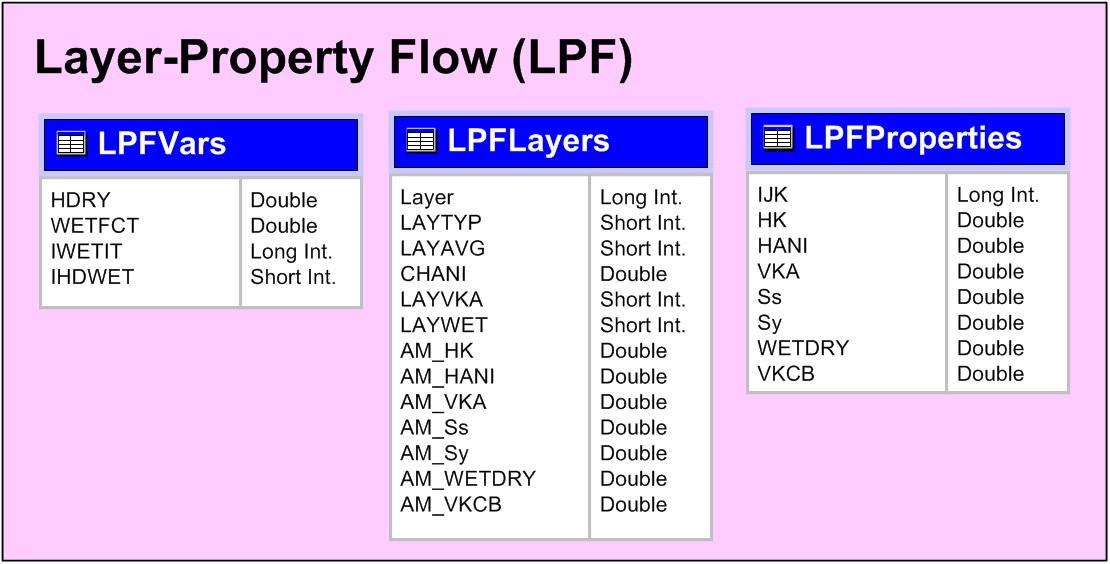 Layer-Property Flow (LPF)
LPFVars
HDRY Double
WETFCT Double
IWETIT Long Int.
IHDWET Short Int.
LPFLayers
Layer Long Int.
LAYTYP Short Int.
LAYAVG Short Int.
CHANI Double
LAYVKA Short Int.
LAYWET Short Int.
AM_HK Double
AM_HANI Double
AM_VKA Double
AM_Ss Double
AM_Sy Double
AM_WETDRY Double
AM_VKCB Double
LPFProperties
IJK Long Int.
HK Double
HANI Double
VKA Double
Ss Double
Sy Double
WETDRY Double
VKCB Double